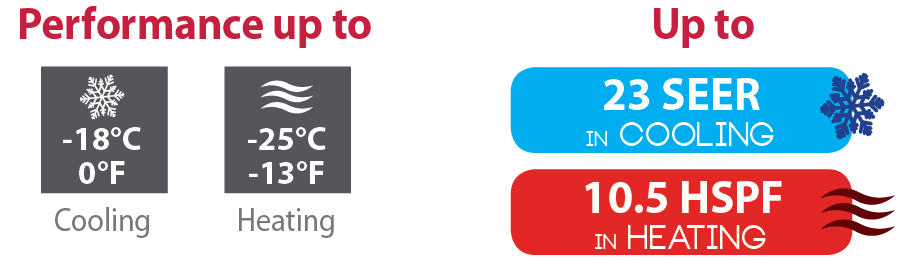 Performance up to
-18°C
0°F
Cooling
-25°C
-13°F
Heating
Up to
23 SEER
IN COOLING
10.5 HSPF
IN HEATING